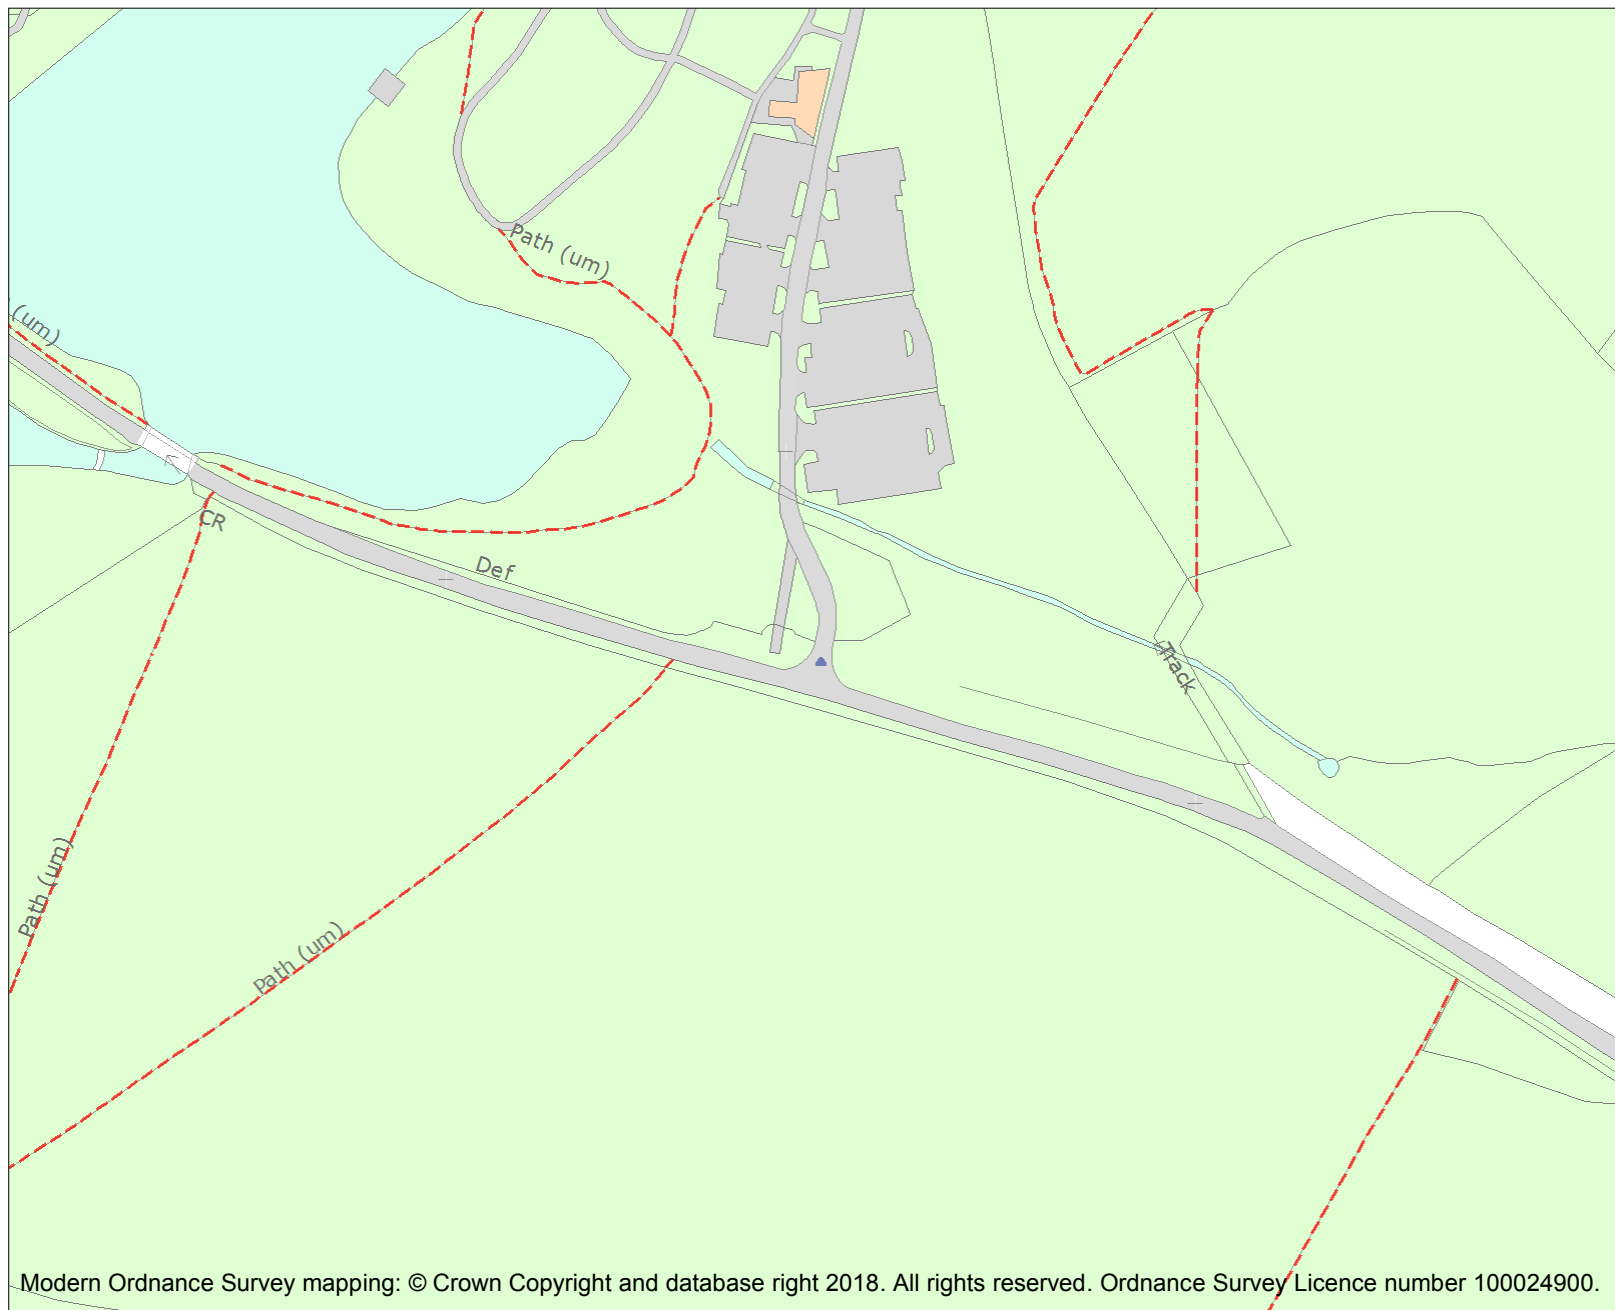 Path (um)
(um)
CR
Def
Track
Path (um)
Path (um)
Modern Ordnance Survey mapping: © Crown Copyright and database right 2018. All rights reserved. Ordnance Survey Licence number 100024900.